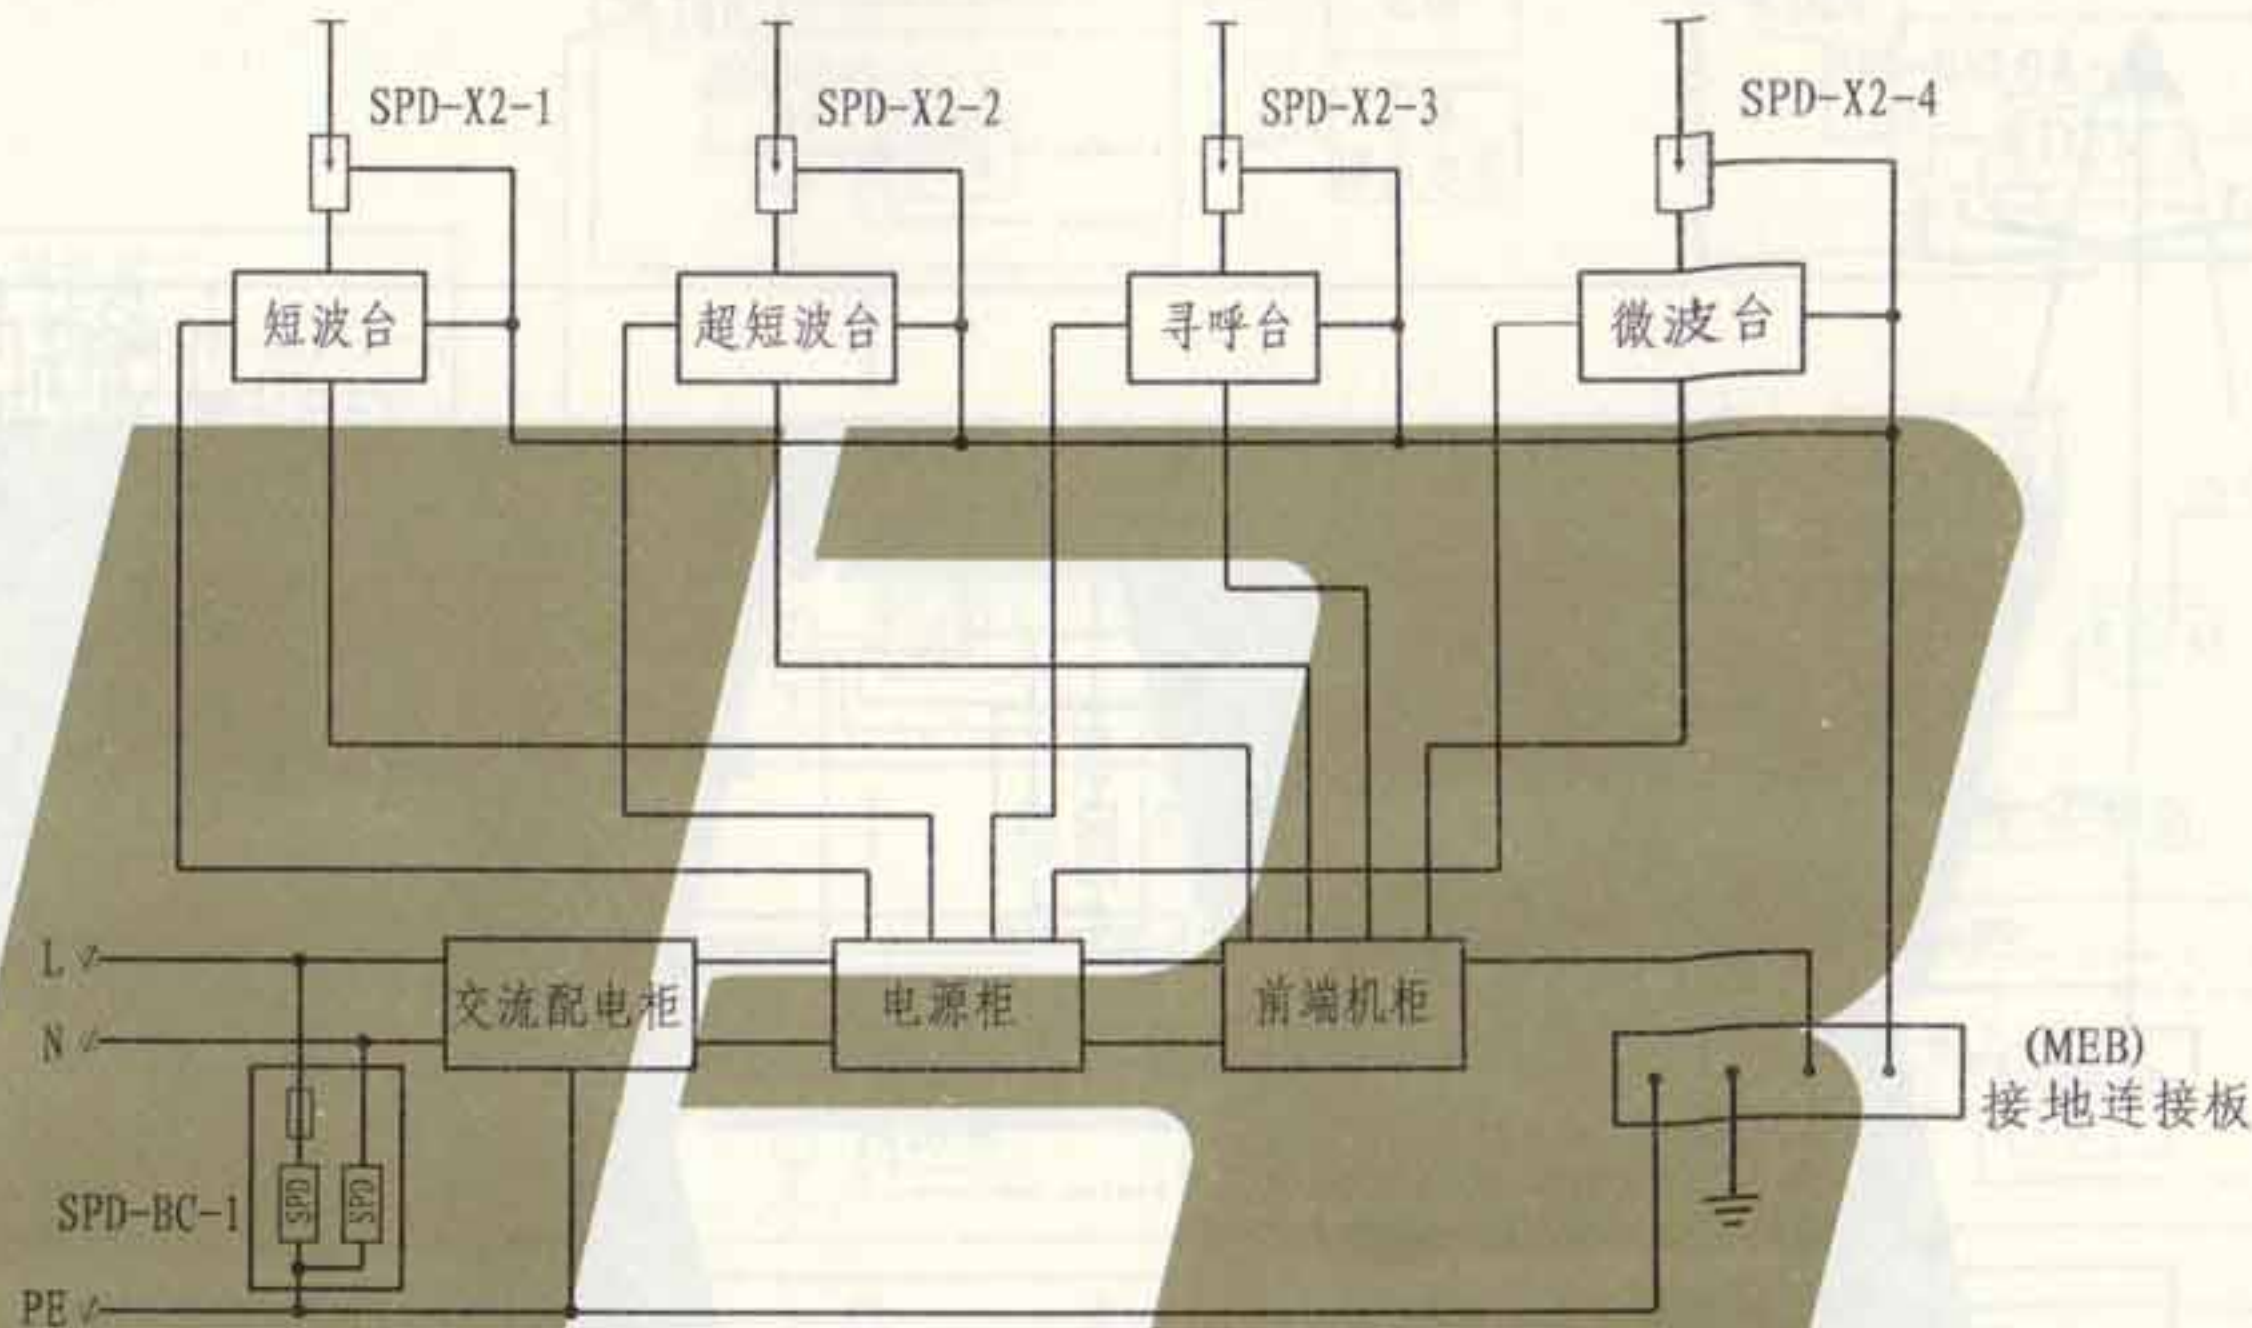 SPD-X2-1
SPD-X2-2
SPD-X2-3
SPD-X2-4
短波台
超短波台
寻呼台
微波台
L
N
PE
交流配电柜
电源柜
前端机柜
(MEB)
接地连接板
SPD-BC-1
SPD
SPD